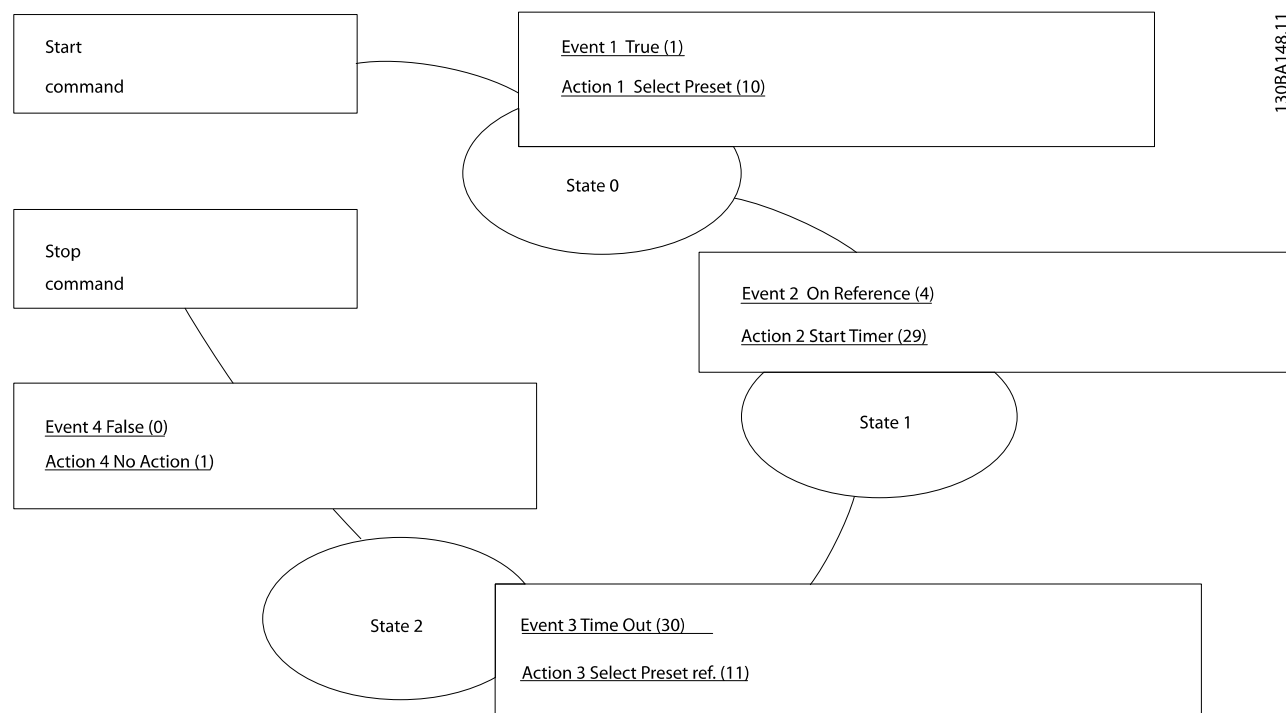 Start
command
Event 1 True (1)
Action 1 Select Preset (10)
130BA148.11
State 0
Stop
command
Event 2 On Reference (4)
Action 2 Start Timer (29)
State 1
Event 4 False (0)
Action 4 No Action (1)
State 2
Event 3 Time Out (30)
Action 3 Select Preset ref. (11)